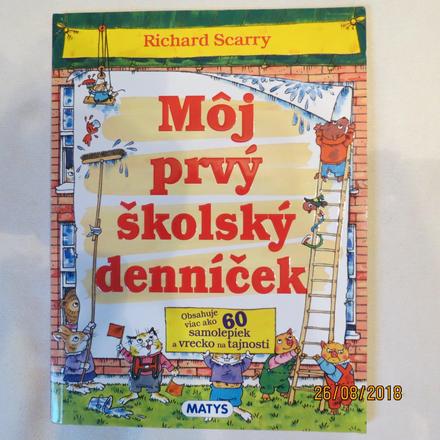 Richard Scarry
Môj
prvý
školský
denníček
Obsahuje
viac ako 60
samolepiek
a vrecko na tajnosti
MATYS
26/08/2018